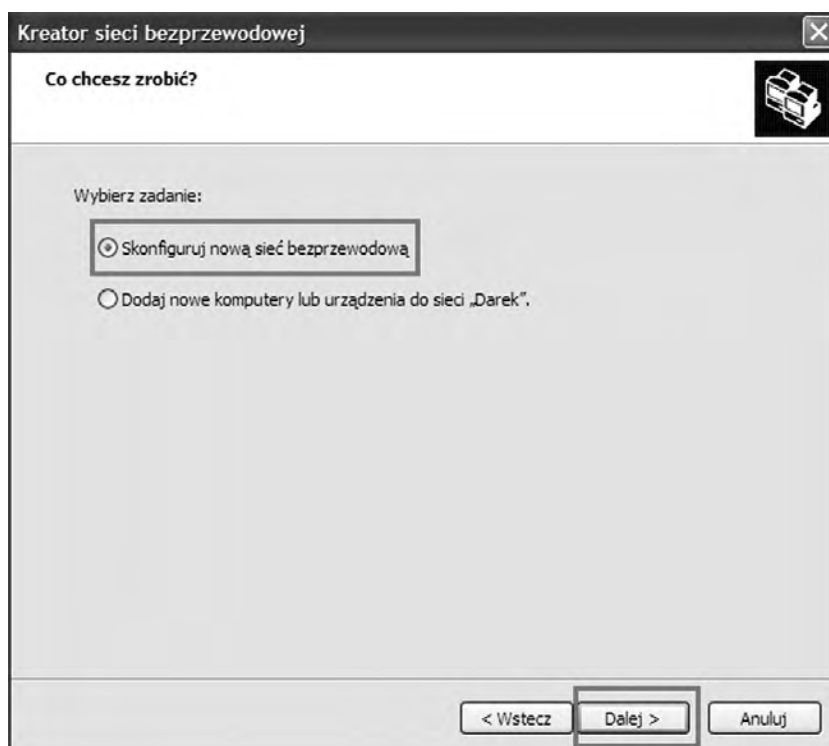 Kreator sieci bezprzewodowej
Co chcesz zrobić?
Wybierz zadanie:
Skonfiguruj nową sieć bezprzewodową
Dodaj nowe komputery lub urządzenia do sieci „Darek”.
< Wstecz
Dalej >
Anuluj